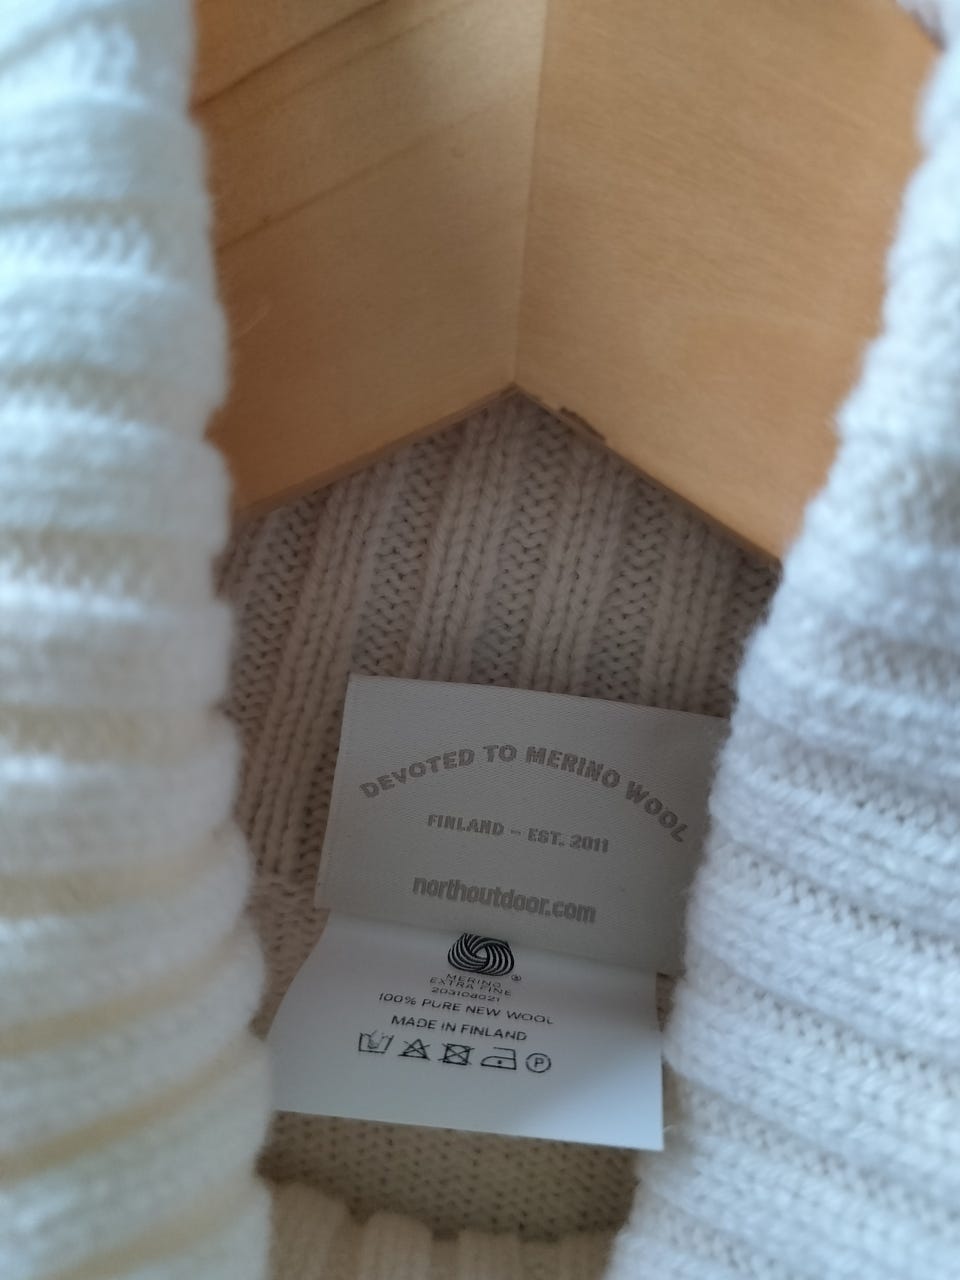 DEVOTED TO MERINO WOOL
FINLAND – EST. 2011
northoutdoor.com
MERINO
EXTRA FINE
203108021
100% PURE NEW WOOL
MADE IN FINLAND
P